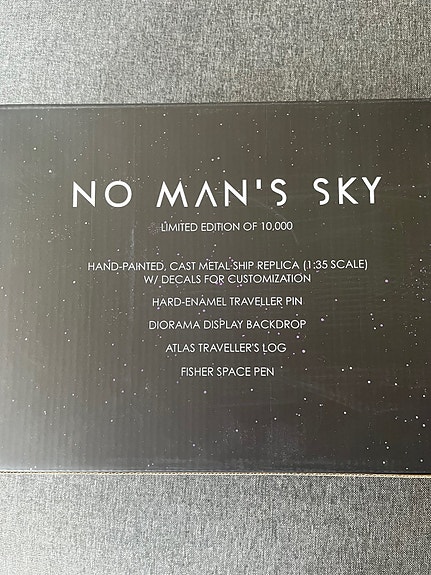 NO MAN'S SKY
LIMITED EDITION OF 10,000
HAND-PAINTED, CAST METAL SHIP REPLICA (1:35 SCALE)
W/ DECALS FOR CUSTOMIZATION
HARD-ENAMEL TRAVELLER PIN
DIORAMA DISPLAY BACKDROP
ATLAS TRAVELLER'S LOG
FISHER SPACE PEN